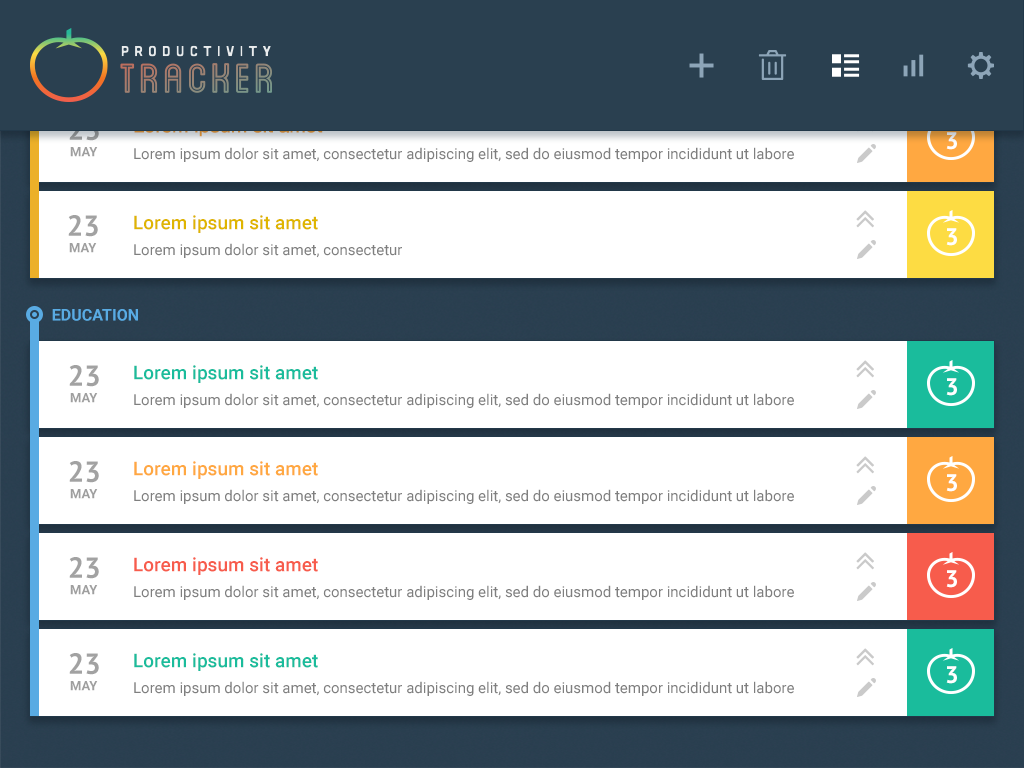 PRODUCTIVITY
TRACKER
23
MAY
Lorem ipsum dolor sit amet, consectetur adipiscing elit, sed do eiusmod tempor incididunt ut labore
3
23
MAY
Lorem ipsum sit amet
Lorem ipsum dolor sit amet, consectetur
3
EDUCATION
23
MAY
Lorem ipsum sit amet
Lorem ipsum dolor sit amet, consectetur adipiscing elit, sed do eiusmod tempor incididunt ut labore
3
23
MAY
Lorem ipsum sit amet
Lorem ipsum dolor sit amet, consectetur adipiscing elit, sed do eiusmod tempor incididunt ut labore
3
23
MAY
Lorem ipsum sit amet
Lorem ipsum dolor sit amet, consectetur adipiscing elit, sed do eiusmod tempor incididunt ut labore
3
23
MAY
Lorem ipsum sit amet
Lorem ipsum dolor sit amet, consectetur adipiscing elit, sed do eiusmod tempor incididunt ut labore
3